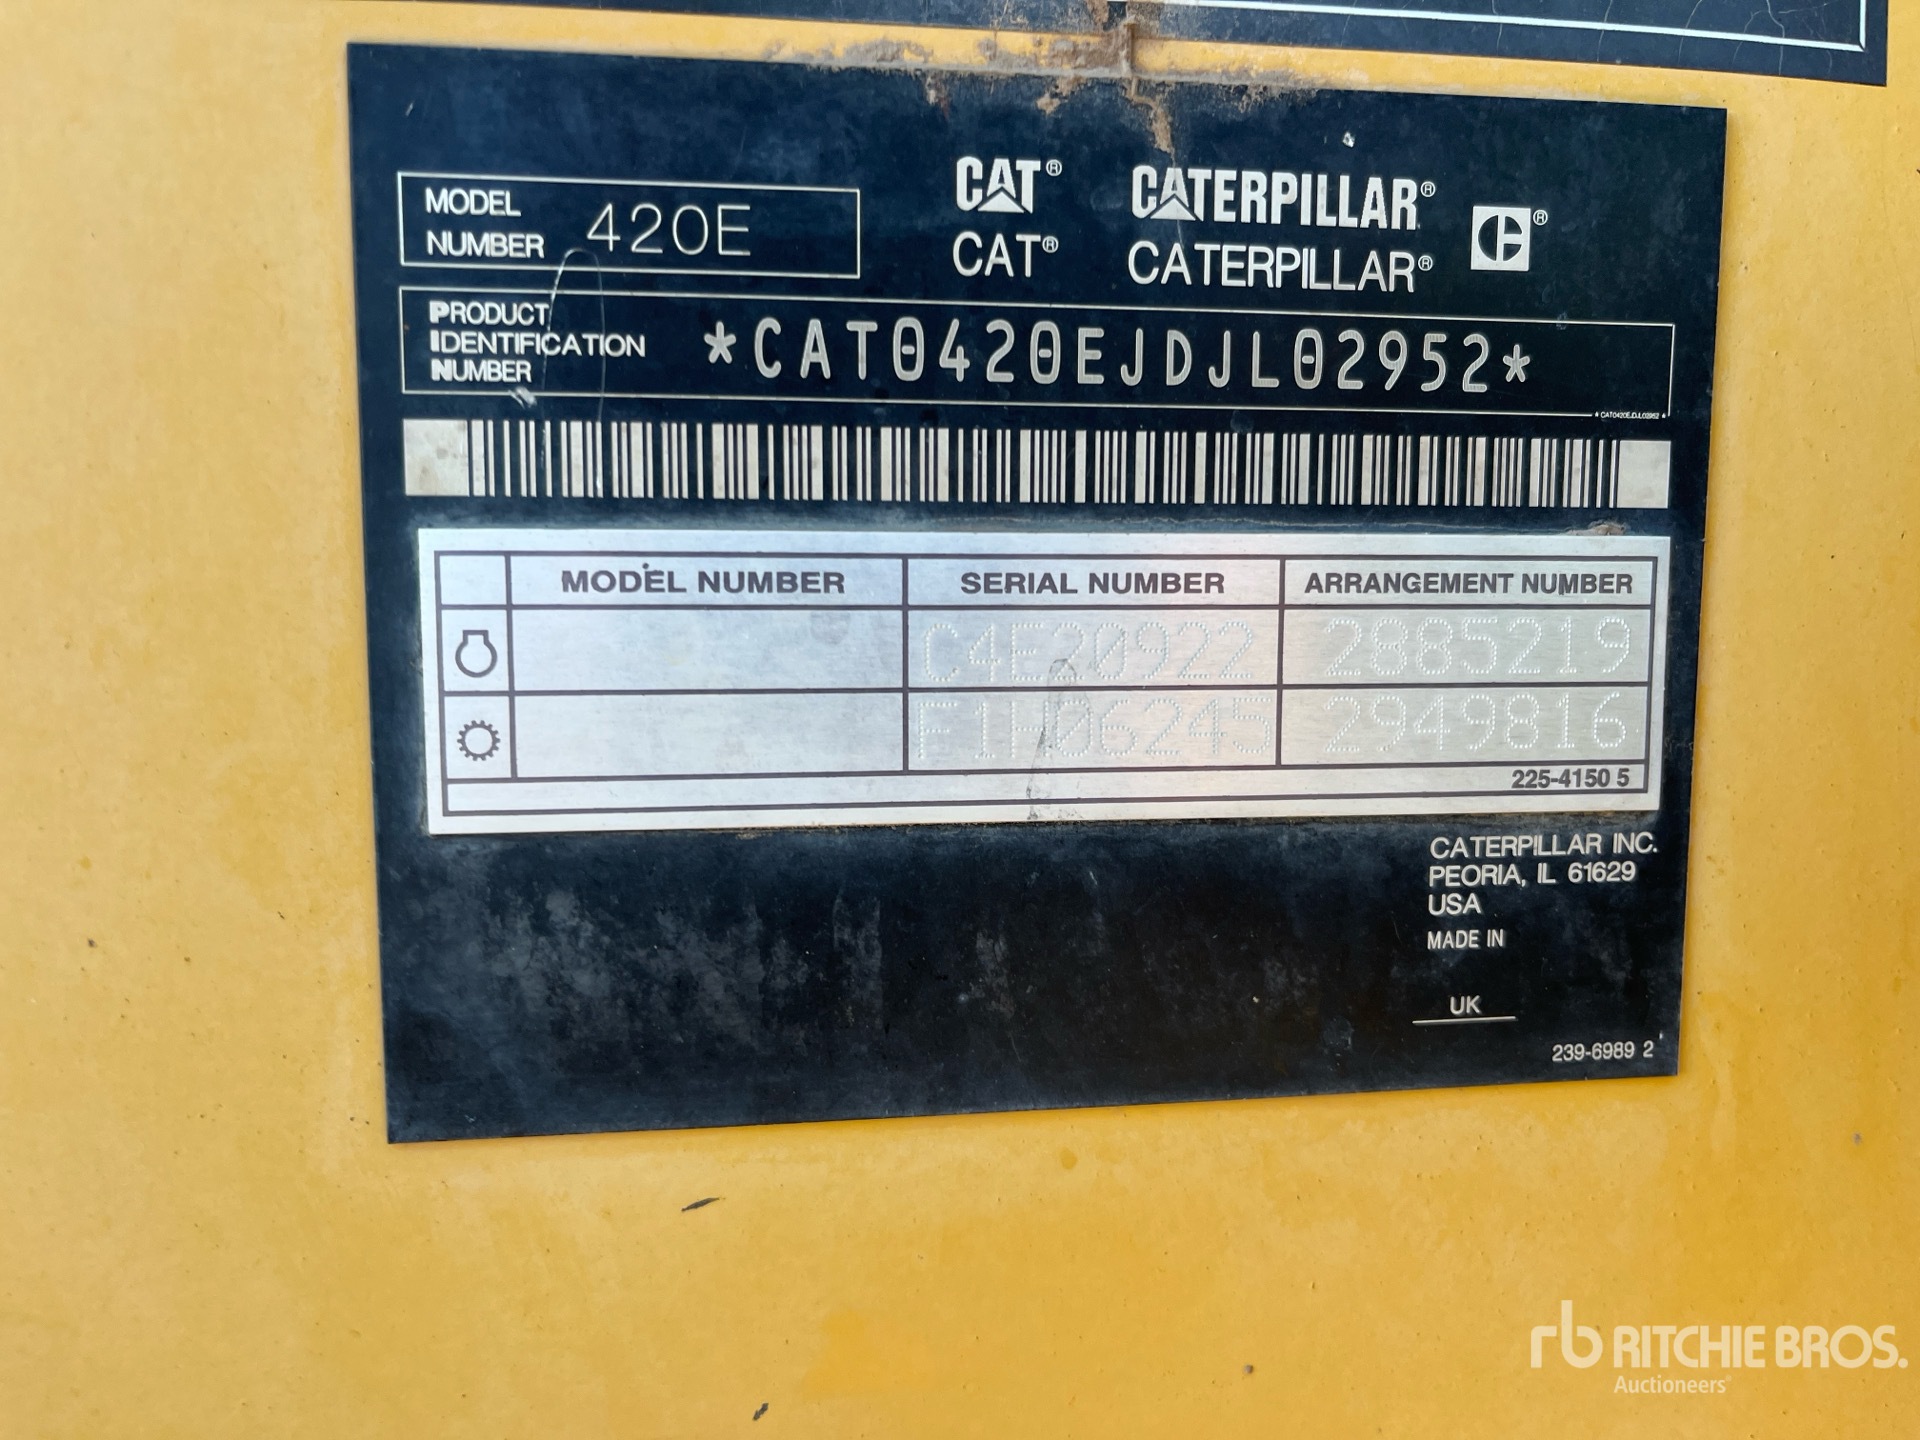 MODEL NUMBER 420E
CAT® CATERPILLAR®
CAT® CATERPILLAR®
PRODUCT IDENTIFICATION NUMBER *CAT0420EJDJL02952*
*CAT0420EJDJL02952*
MODEL NUMBER SERIAL NUMBER ARRANGEMENT NUMBER
C4E20922 2885219
F1H06245 2949816
225-4150 5
CATERPILLAR INC.
PEORIA, IL 61629
USA
MADE IN
UK
239-6989 2
rb RITCHIE BROS.
Auctioneers